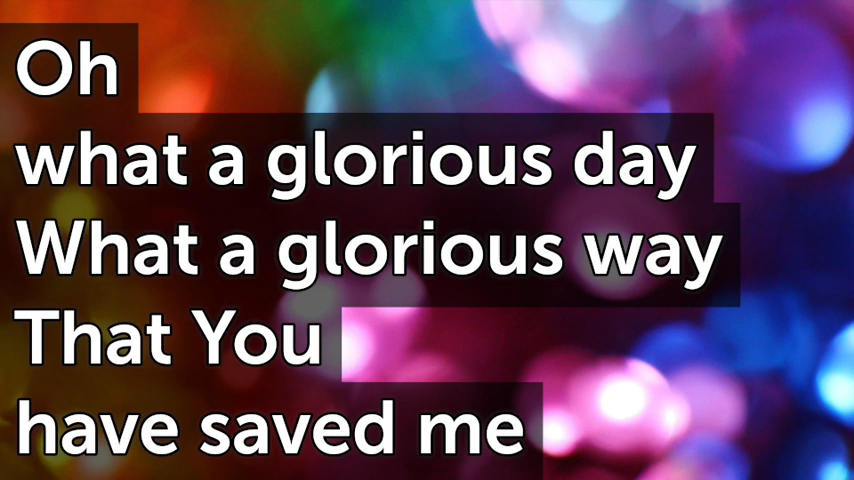 Oh
what a glorious day
What a glorious way
That You
have saved me